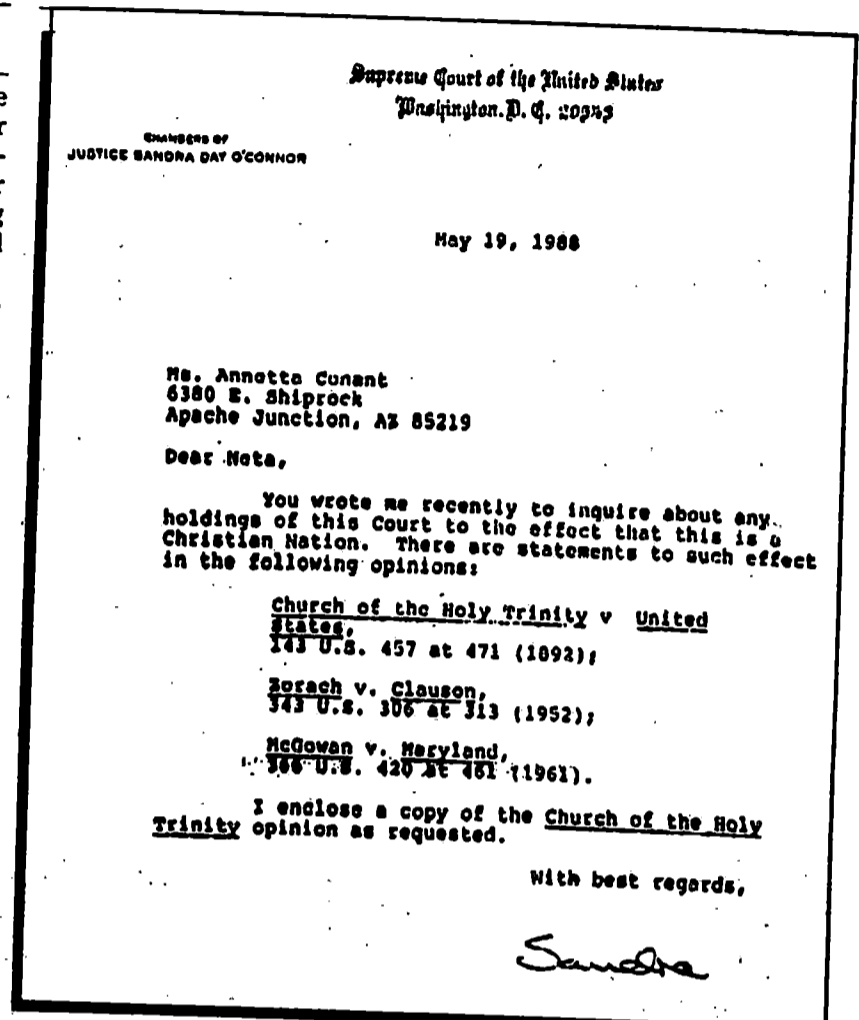 Supreme Court of the United States
Washington, D. C. 20543
CHAMBERS OF
JUSTICE SANDRA DAY O'CONNOR
May 19, 1988
Ms. Annetta Conant
6380 E. Shiprock
Apache Junction, AZ 85219
Dear Neta,
You wrote me recently to inquire about any
holdings of this Court to the effect that this is a
Christian Nation. There are statements to such effect
in the following opinions:
Church of the Holy Trinity v United
States,
143 U.S. 457 at 471 (1892);
Zorach v. Clauson,
343 U.S. 306 at 313 (1952);
McGowan v. Maryland,
366 U.S. 420 at 461 (1961).
I enclose a copy of the Church of the Holy
Trinity opinion as requested.
With best regards,
Sandra